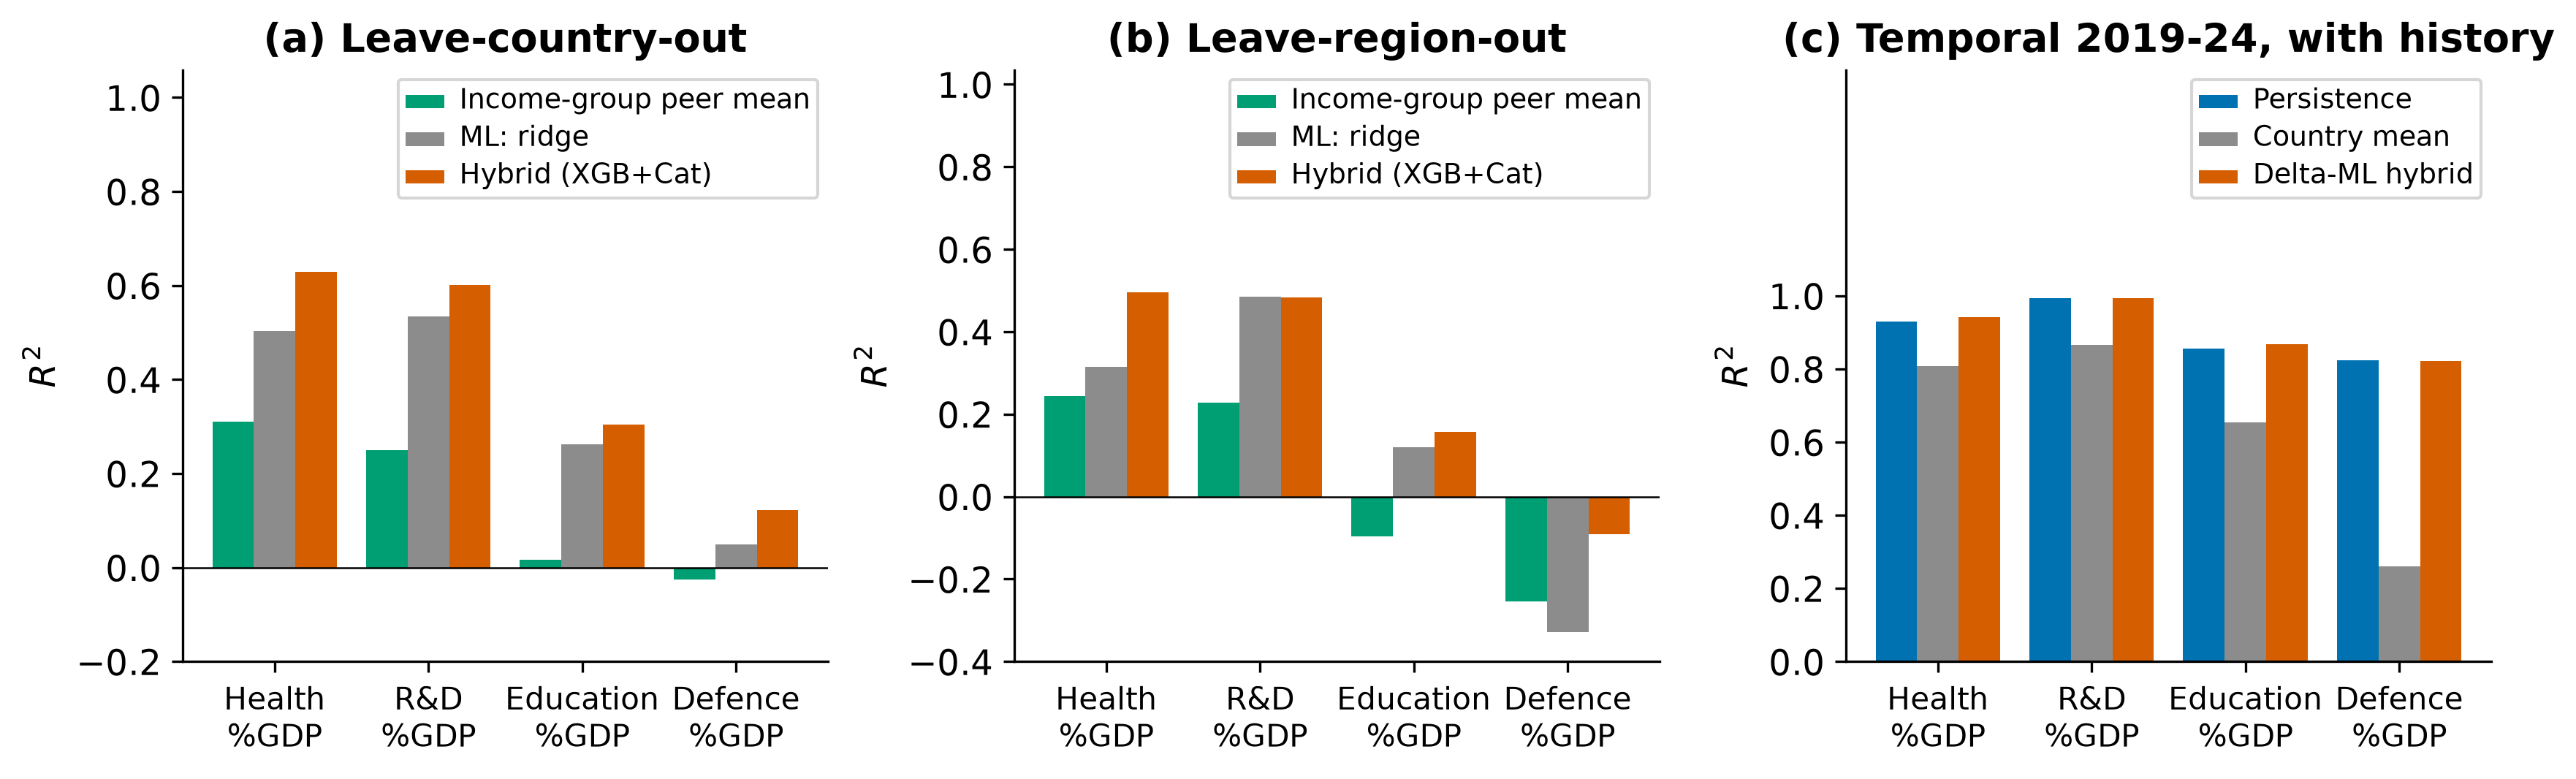 (a) Leave-country-out
R²
1.0
0.8
0.6
0.4
0.2
0.0
−0.2
Income-group peer mean
ML: ridge
Hybrid (XGB+Cat)
Health
%GDP
R&D
%GDP
Education
%GDP
Defence
%GDP
(b) Leave-region-out
R²
1.0
0.8
0.6
0.4
0.2
0.0
−0.2
−0.4
Income-group peer mean
ML: ridge
Hybrid (XGB+Cat)
Health
%GDP
R&D
%GDP
Education
%GDP
Defence
%GDP
(c) Temporal 2019-24, with history
R²
1.0
0.8
0.6
0.4
0.2
0.0
Persistence
Country mean
Delta-ML hybrid
Health
%GDP
R&D
%GDP
Education
%GDP
Defence
%GDP